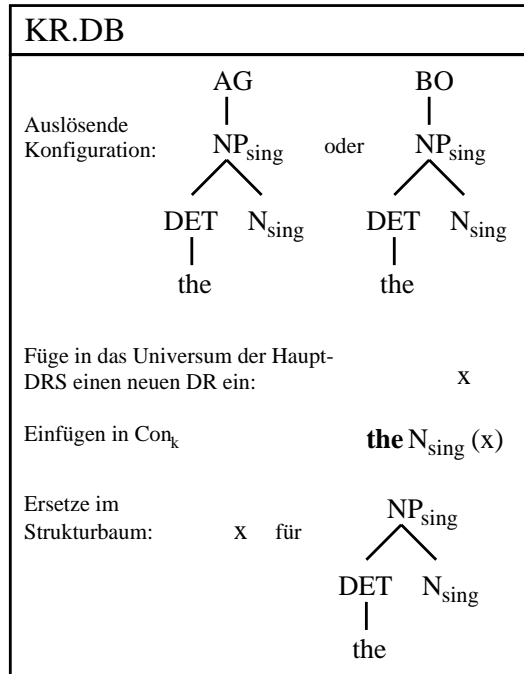 KR.DB
AG BO
Auslösende
Konfiguration: NPsing oder NPsing
DET Nsing DET Nsing
the the
Füge in das Universum der Haupt-
DRS einen neuen DR ein: x
Einfügen in Conk the Nsing (x)
Ersetze im NPsing
Strukturbaum: x für
DET Nsing
the